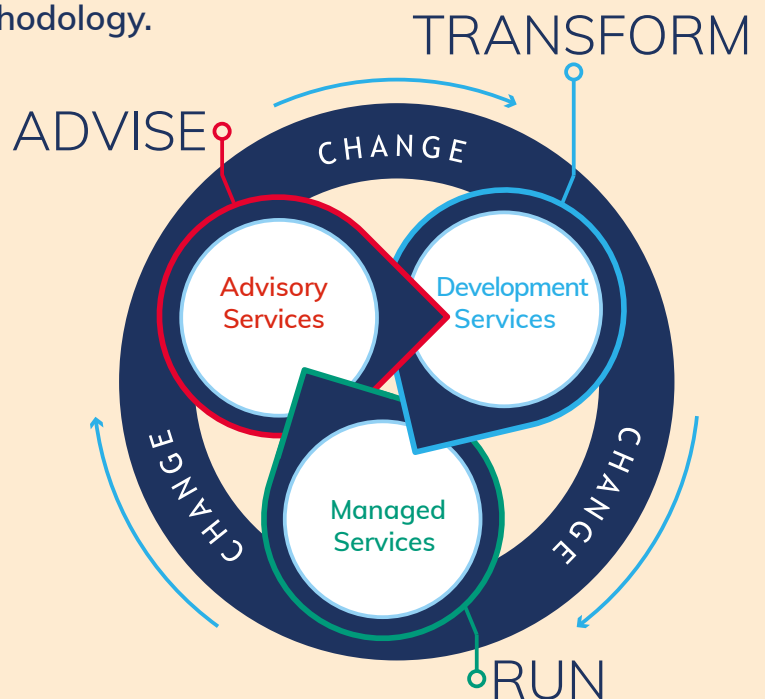 hodology.
TRANSFORM
ADVISE
CHANGE
Advisory
Services
Development
Services
CHANGE
CHANGE
Managed
Services
RUN